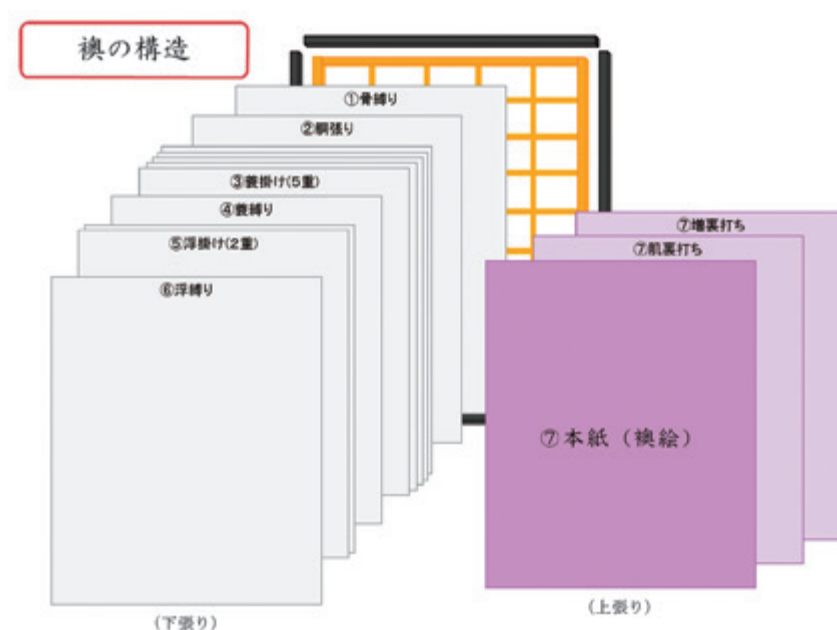 襖の構造
①骨縛り
②胴張り
③蓑掛け(5重)
④蓑縛り
⑤浮掛け(2重)
⑥浮縛り
(下張り)
⑦増裏打ち
⑦肌裏打ち
⑦本紙（襖絵）
(上張り)